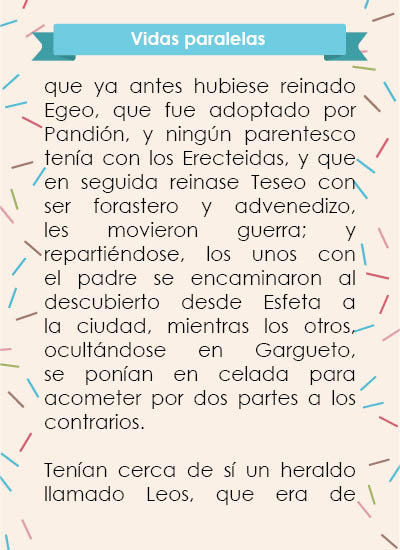 Vidas paralelas
que ya antes hubiese reinado
Egeo, que fue adoptado por
Pandión, y ningún parentesco
tenía con los Erecteidas, y que
en seguida reinase Teseo con
ser forastero y advenedizo,
les movieron guerra; y
repartiéndose, los unos con
el padre se encaminaron al
descubierto desde Esfeta a
la ciudad, mientras los otros,
ocultándose en Gargueto,
se ponían en celada para
acometer por dos partes a los
contrarios.
Tenían cerca de sí un heraldo
llamado Leos, que era de